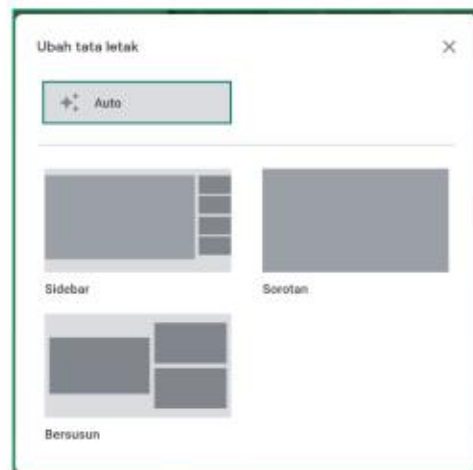 Ubah tata letak
Auto
Sidebar
Sorotan
Bersusun